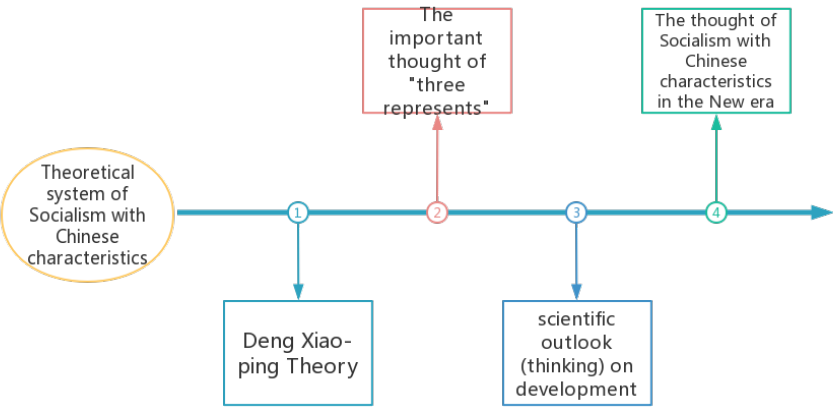 Theoretical
system of
Socialism with
Chinese
characteristics
1
Deng Xiao-
ping Theory
2
The
important
thought of
"three
represents"
3
scientific
outlook
(thinking) on
development
4
The thought of
Socialism with
Chinese
characteristics
in the New era